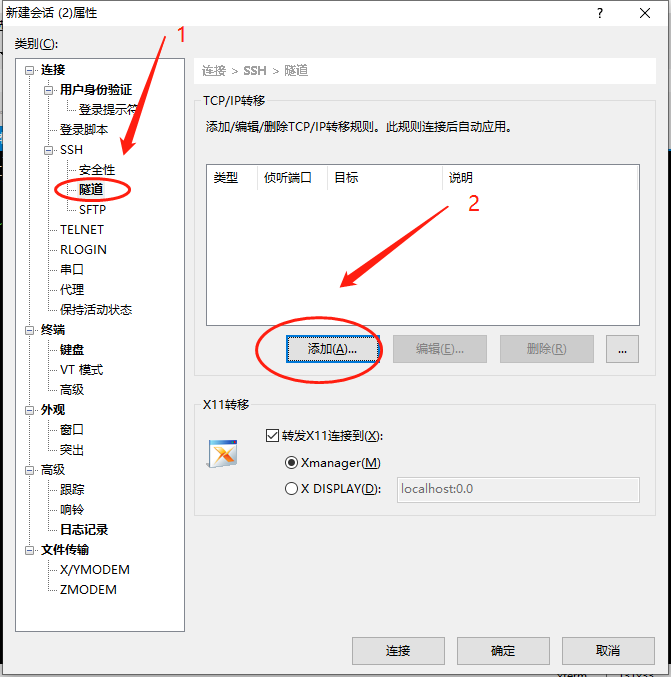 新建会话 (2)属性
?
类别(C):
连接
用户身份验证
登录提示符
登录脚本
SSH
安全性
隧道
SFTP
TELNET
RLOGIN
串口
代理
保持活动状态
终端
键盘
VT 模式
高级
外观
窗口
突出
高级
跟踪
响铃
日志记录
文件传输
X/YMODEM
ZMODEM
1
连接 > SSH > 隧道
TCP/IP转移
添加/编辑/删除TCP/IP转移规则。此规则连接后自动应用。
类型 侦听端口 目标 说明
2
添加(A)... 编辑(E)... 删除(R) ...
X11转移
转发X11连接到(X):
Xmanager(M)
X DISPLAY(D): localhost:0.0
连接 确定 取消